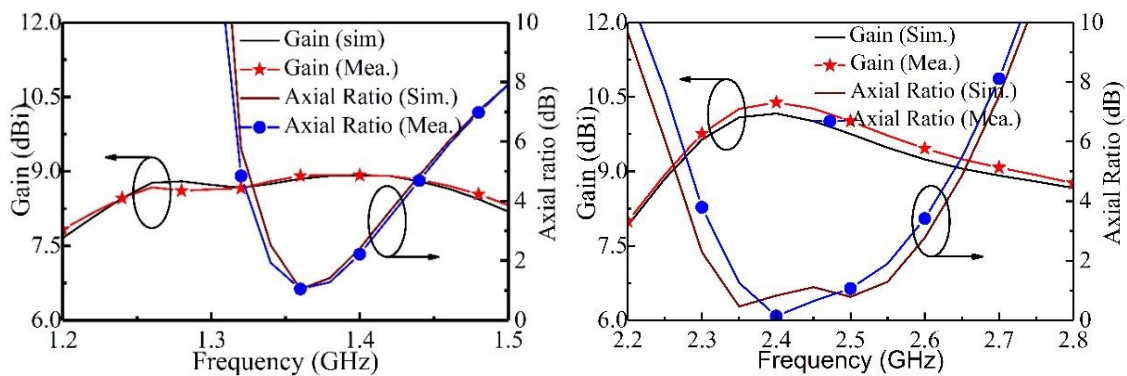 12.0
10.5
9.0
7.5
6.0
Gain (dBi)
Gain (sim)
Gain (Mea.)
Axial Ratio (Sim.)
Axial Ratio (Mea.)
10
8
6
4
2
0
Axial ratio (dB)
1.2 1.3 1.4 1.5
Frequency (GHz)
12.0
10.5
9.0
7.5
6.0
Gain (dBi)
Gain (Sim.)
Gain (Mea.)
Axial Ratio (Sim.)
Axial Ratio (Mea.)
10
8
6
4
2
0
Axial Ratio (dB)
2.2 2.3 2.4 2.5 2.6 2.7 2.8
Frequency (GHz)